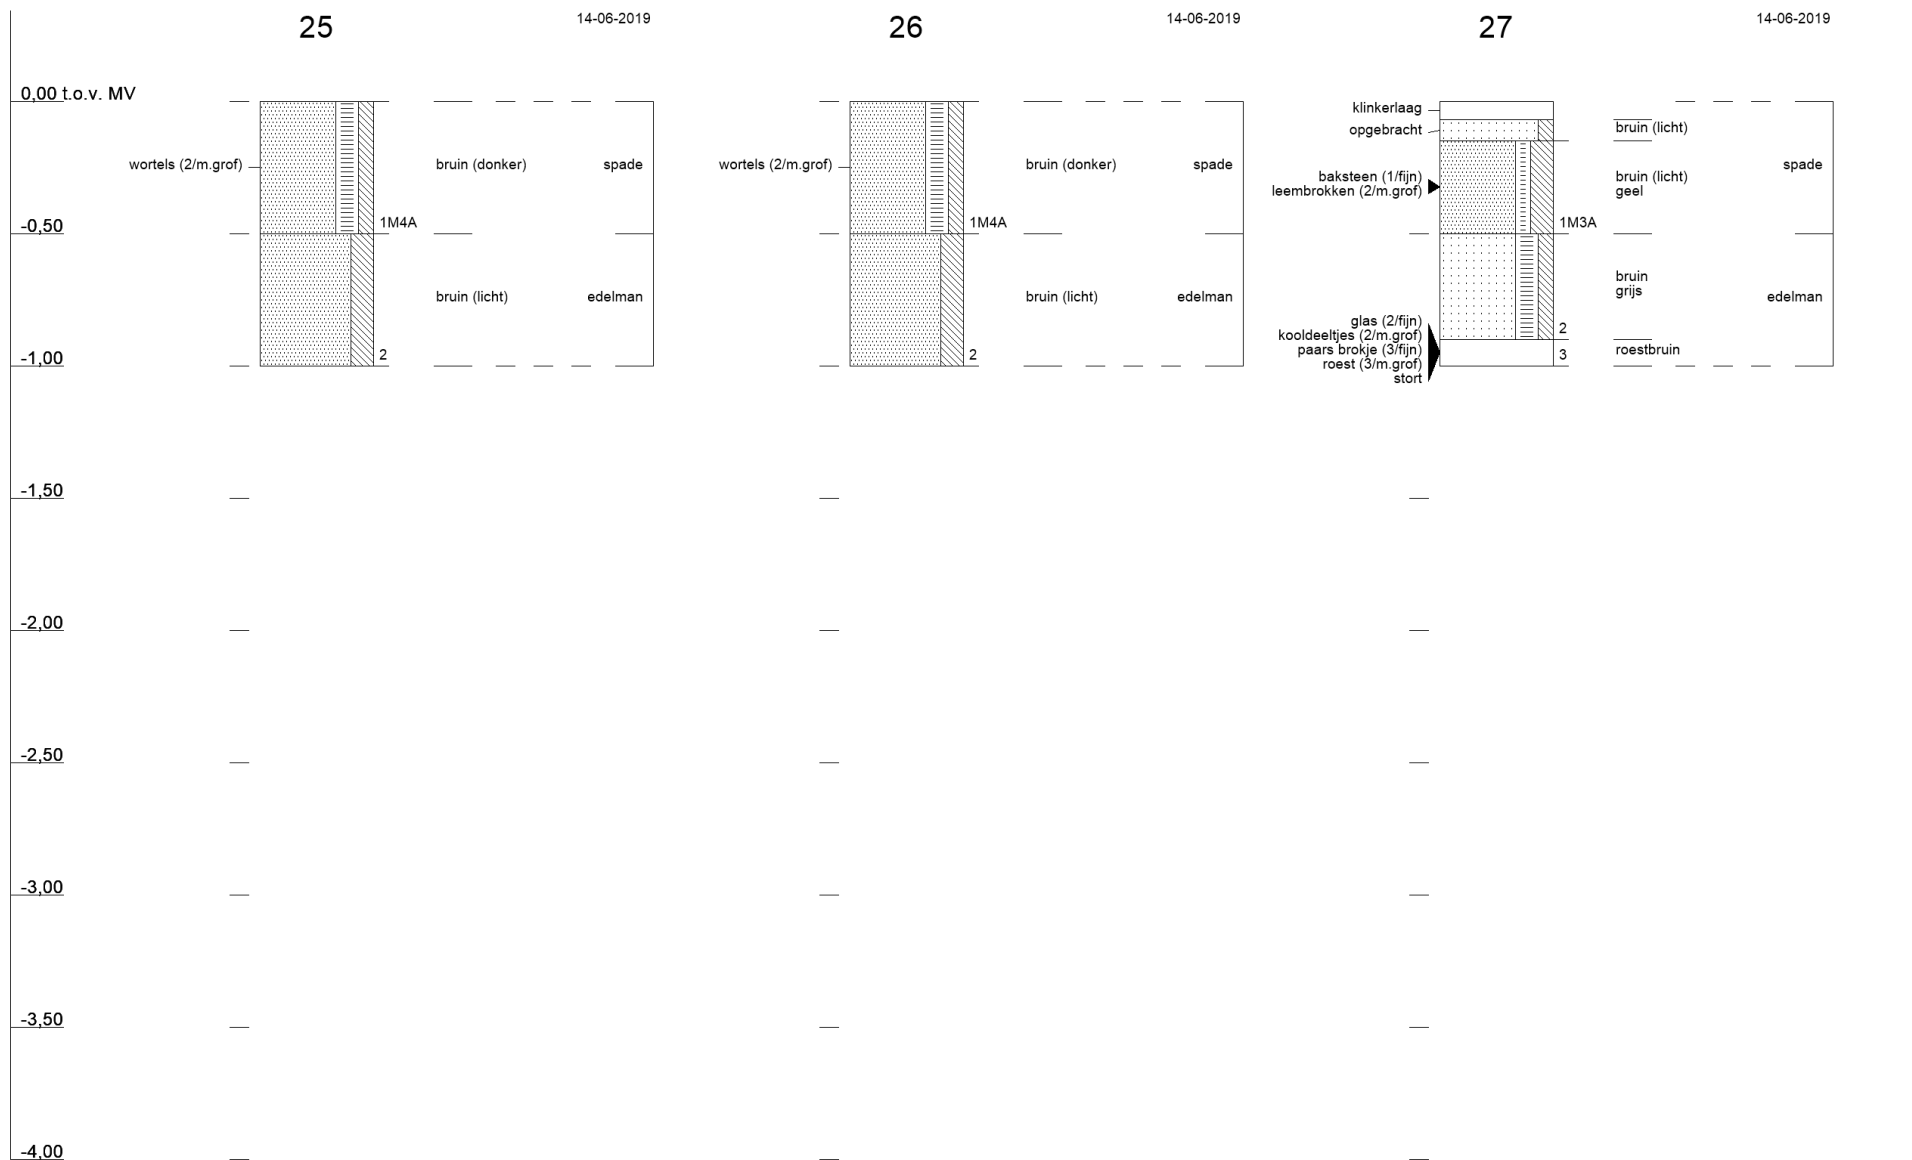 25
14-06-2019
26
14-06-2019
27
14-06-2019
0,00 t.o.v. MV
-0,50
-1,00
-1,50
-2,00
-2,50
-3,00
-3,50
-4,00
wortels (2/m.grof)
bruin (donker)
spade
1M4A
bruin (licht)
edelman
2
wortels (2/m.grof)
bruin (donker)
spade
1M4A
bruin (licht)
edelman
2
klinkerlaag
opgebracht
bruin (licht)
baksteen (1/fijn)
leembrokken (2/m.grof)
bruin (licht)
geel
spade
1M3A
bruin
grijs
edelman
2
glas (2/fijn)
kooldeeltjes (2/m.grof)
paars brokje (3/fijn)
roest (3/m.grof)
stort
3
roestbruin